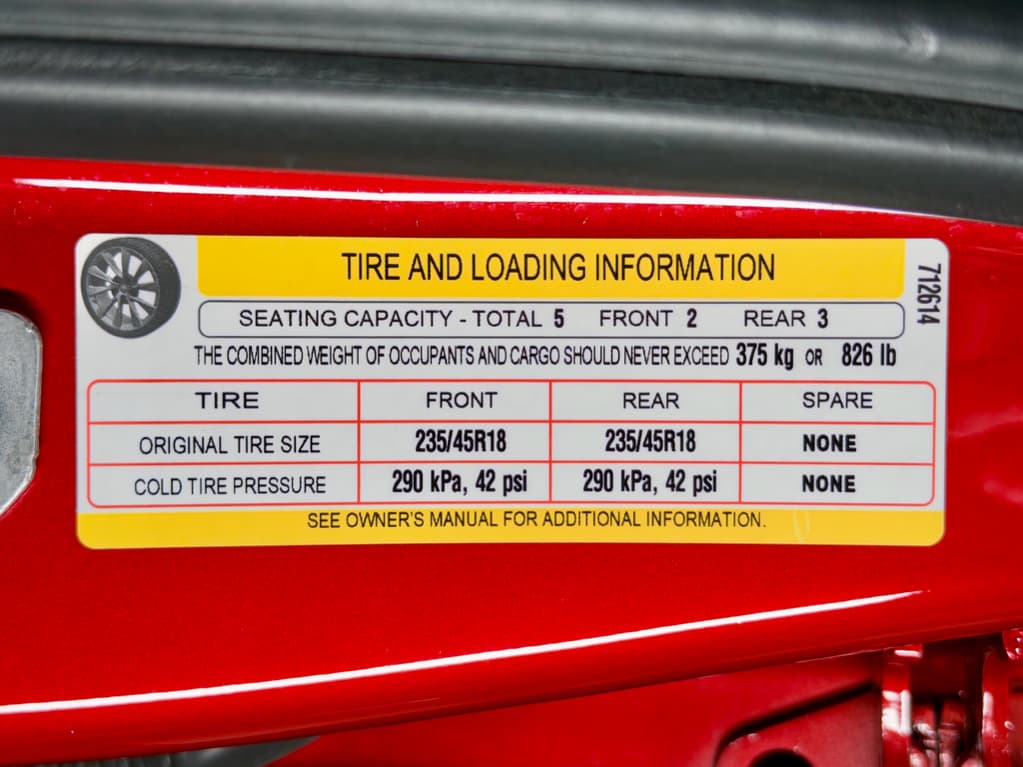 TIRE AND LOADING INFORMATION
712614
SEATING CAPACITY - TOTAL 5 FRONT 2 REAR 3
THE COMBINED WEIGHT OF OCCUPANTS AND CARGO SHOULD NEVER EXCEED 375 kg OR 826 lb
TIRE FRONT REAR SPARE
ORIGINAL TIRE SIZE 235/45R18 235/45R18 NONE
COLD TIRE PRESSURE 290 kPa, 42 psi 290 kPa, 42 psi NONE
SEE OWNER'S MANUAL FOR ADDITIONAL INFORMATION.